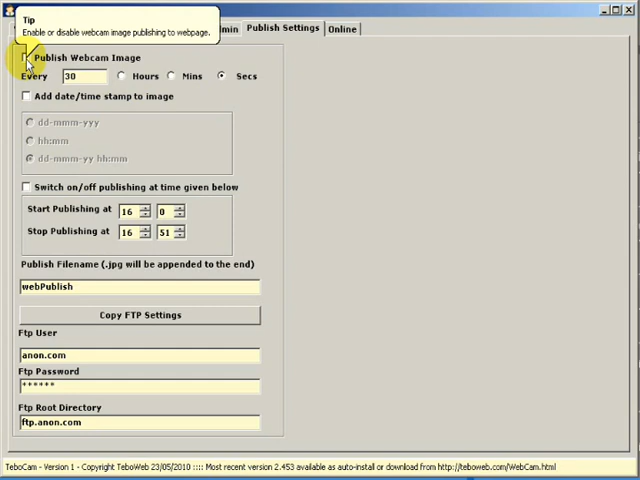 Tip
Enable or disable webcam image publishing to webpage.
min
Publish Settings
Online
Publish Webcam Image
Every 30 Hours Mins Secs
Add date/time stamp to image
dd-mmm-yyy
hh:mm
dd-mmm-yy hh:mm
Switch on/off publishing at time given below
Start Publishing at 16 0
Stop Publishing at 16 51
Publish Filename (.jpg will be appended to the end)
webPublish
Copy FTP Settings
Ftp User
anon.com
Ftp Password
******
Ftp Root Directory
ftp.anon.com
TeboCam - Version 1 - Copyright TeboWeb 23/05/2010 :::: Most recent version 2.453 available as auto-install or download from http://teboweb.com/WebCam.html